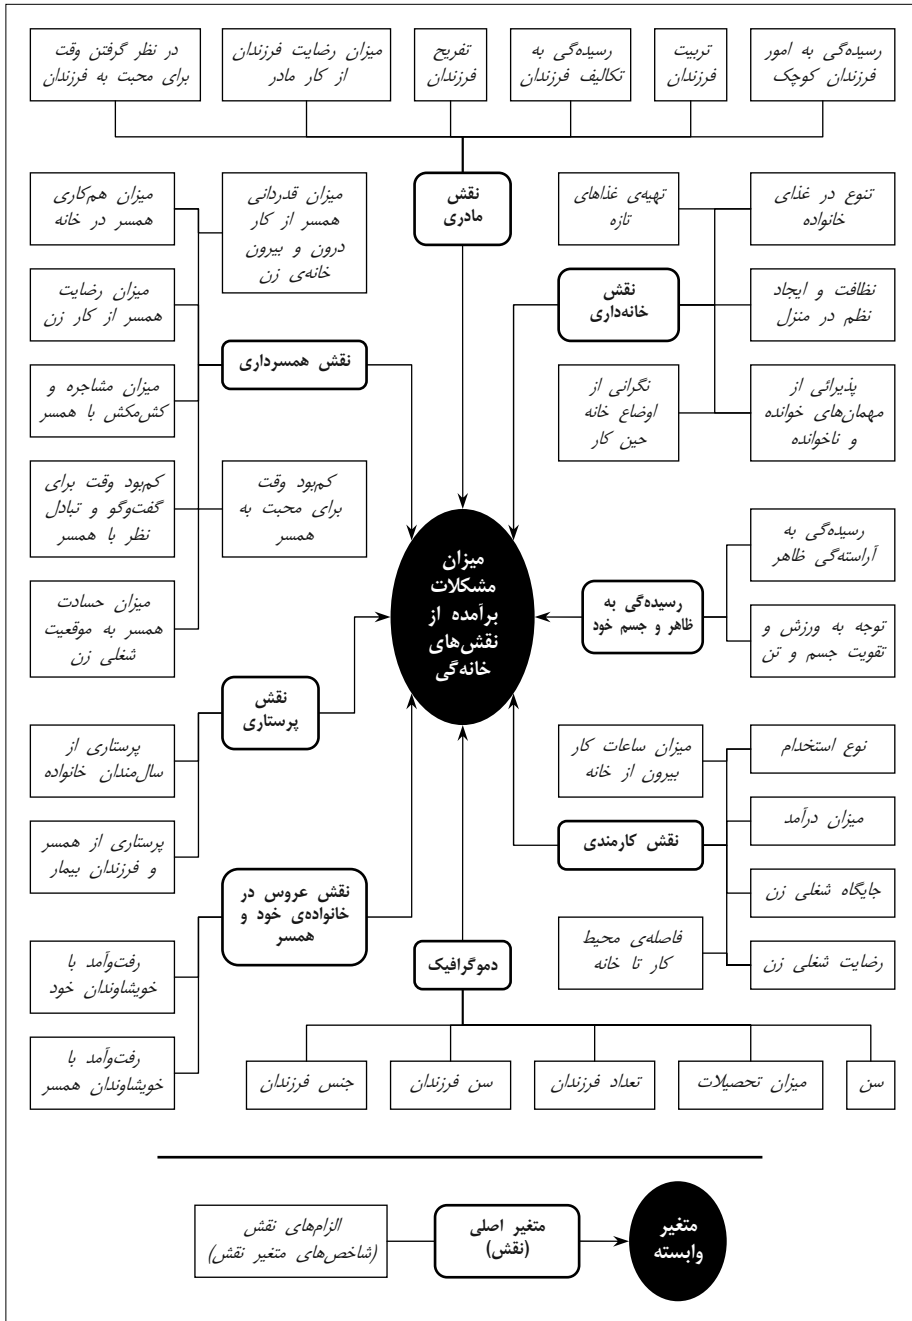 رسیده‌گی به امور
فرزندان کوچک
تربیت
فرزندان
رسیده‌گی به
تکالیف فرزندان
تفریح
فرزندان
میزان رضایت فرزندان
از کار مادر
در نظر گرفتن وقت
برای محبت به فرزندان
نقش
مادری
تنوع در غذای
خانواده
تهیه‌ی غذاهای
تازه
نقش
خانه‌داری
نظافت و ایجاد
نظم در منزل
پذیرائی از
مهمان‌های خوانده
و ناخوانده
نگرانی از
اوضاع خانه
حین کار
میزان قدردانی
همسر از کار
درون و بیرون
خانه‌ی زن
میزان هم‌کاری
همسر در خانه
میزان رضایت
همسر از کار زن
نقش همسرداری
میزان مشاجره و
کش‌مکش با همسر
کم‌بود وقت
برای محبت به
همسر
کم‌بود وقت برای
گفت‌وگو و تبادل
نظر با همسر
میزان حسادت
همسر به موقعیت
شغلی زن
میزان
مشکلات
برآمده از
نقش‌های
خانه‌گی
رسیده‌گی به
آراسته‌گی ظاهر
رسیده‌گی به
ظاهر و جسم خود
توجه به ورزش و
تقویت جسم و تن
نقش
پرستاری
پرستاری از
سال‌مندان خانواده
پرستاری از همسر
و فرزندان بیمار
نوع استخدام
میزان ساعات کار
بیرون از خانه
میزان درآمد
نقش کارمندی
جایگاه شغلی زن
رضایت شغلی زن
فاصله‌ی محیط
کار تا خانه
نقش عروس در
خانواده‌ی خود و
همسر
رفت‌وآمد با
خویشاوندان خود
رفت‌وآمد با
خویشاوندان همسر
دموگرافیک
سن
میزان تحصیلات
تعداد فرزندان
سن فرزندان
جنس فرزندان
متغیر
وابسته
متغیر اصلی
(نقش)
الزام‌های نقش
(شاخص‌های متغیر نقش)